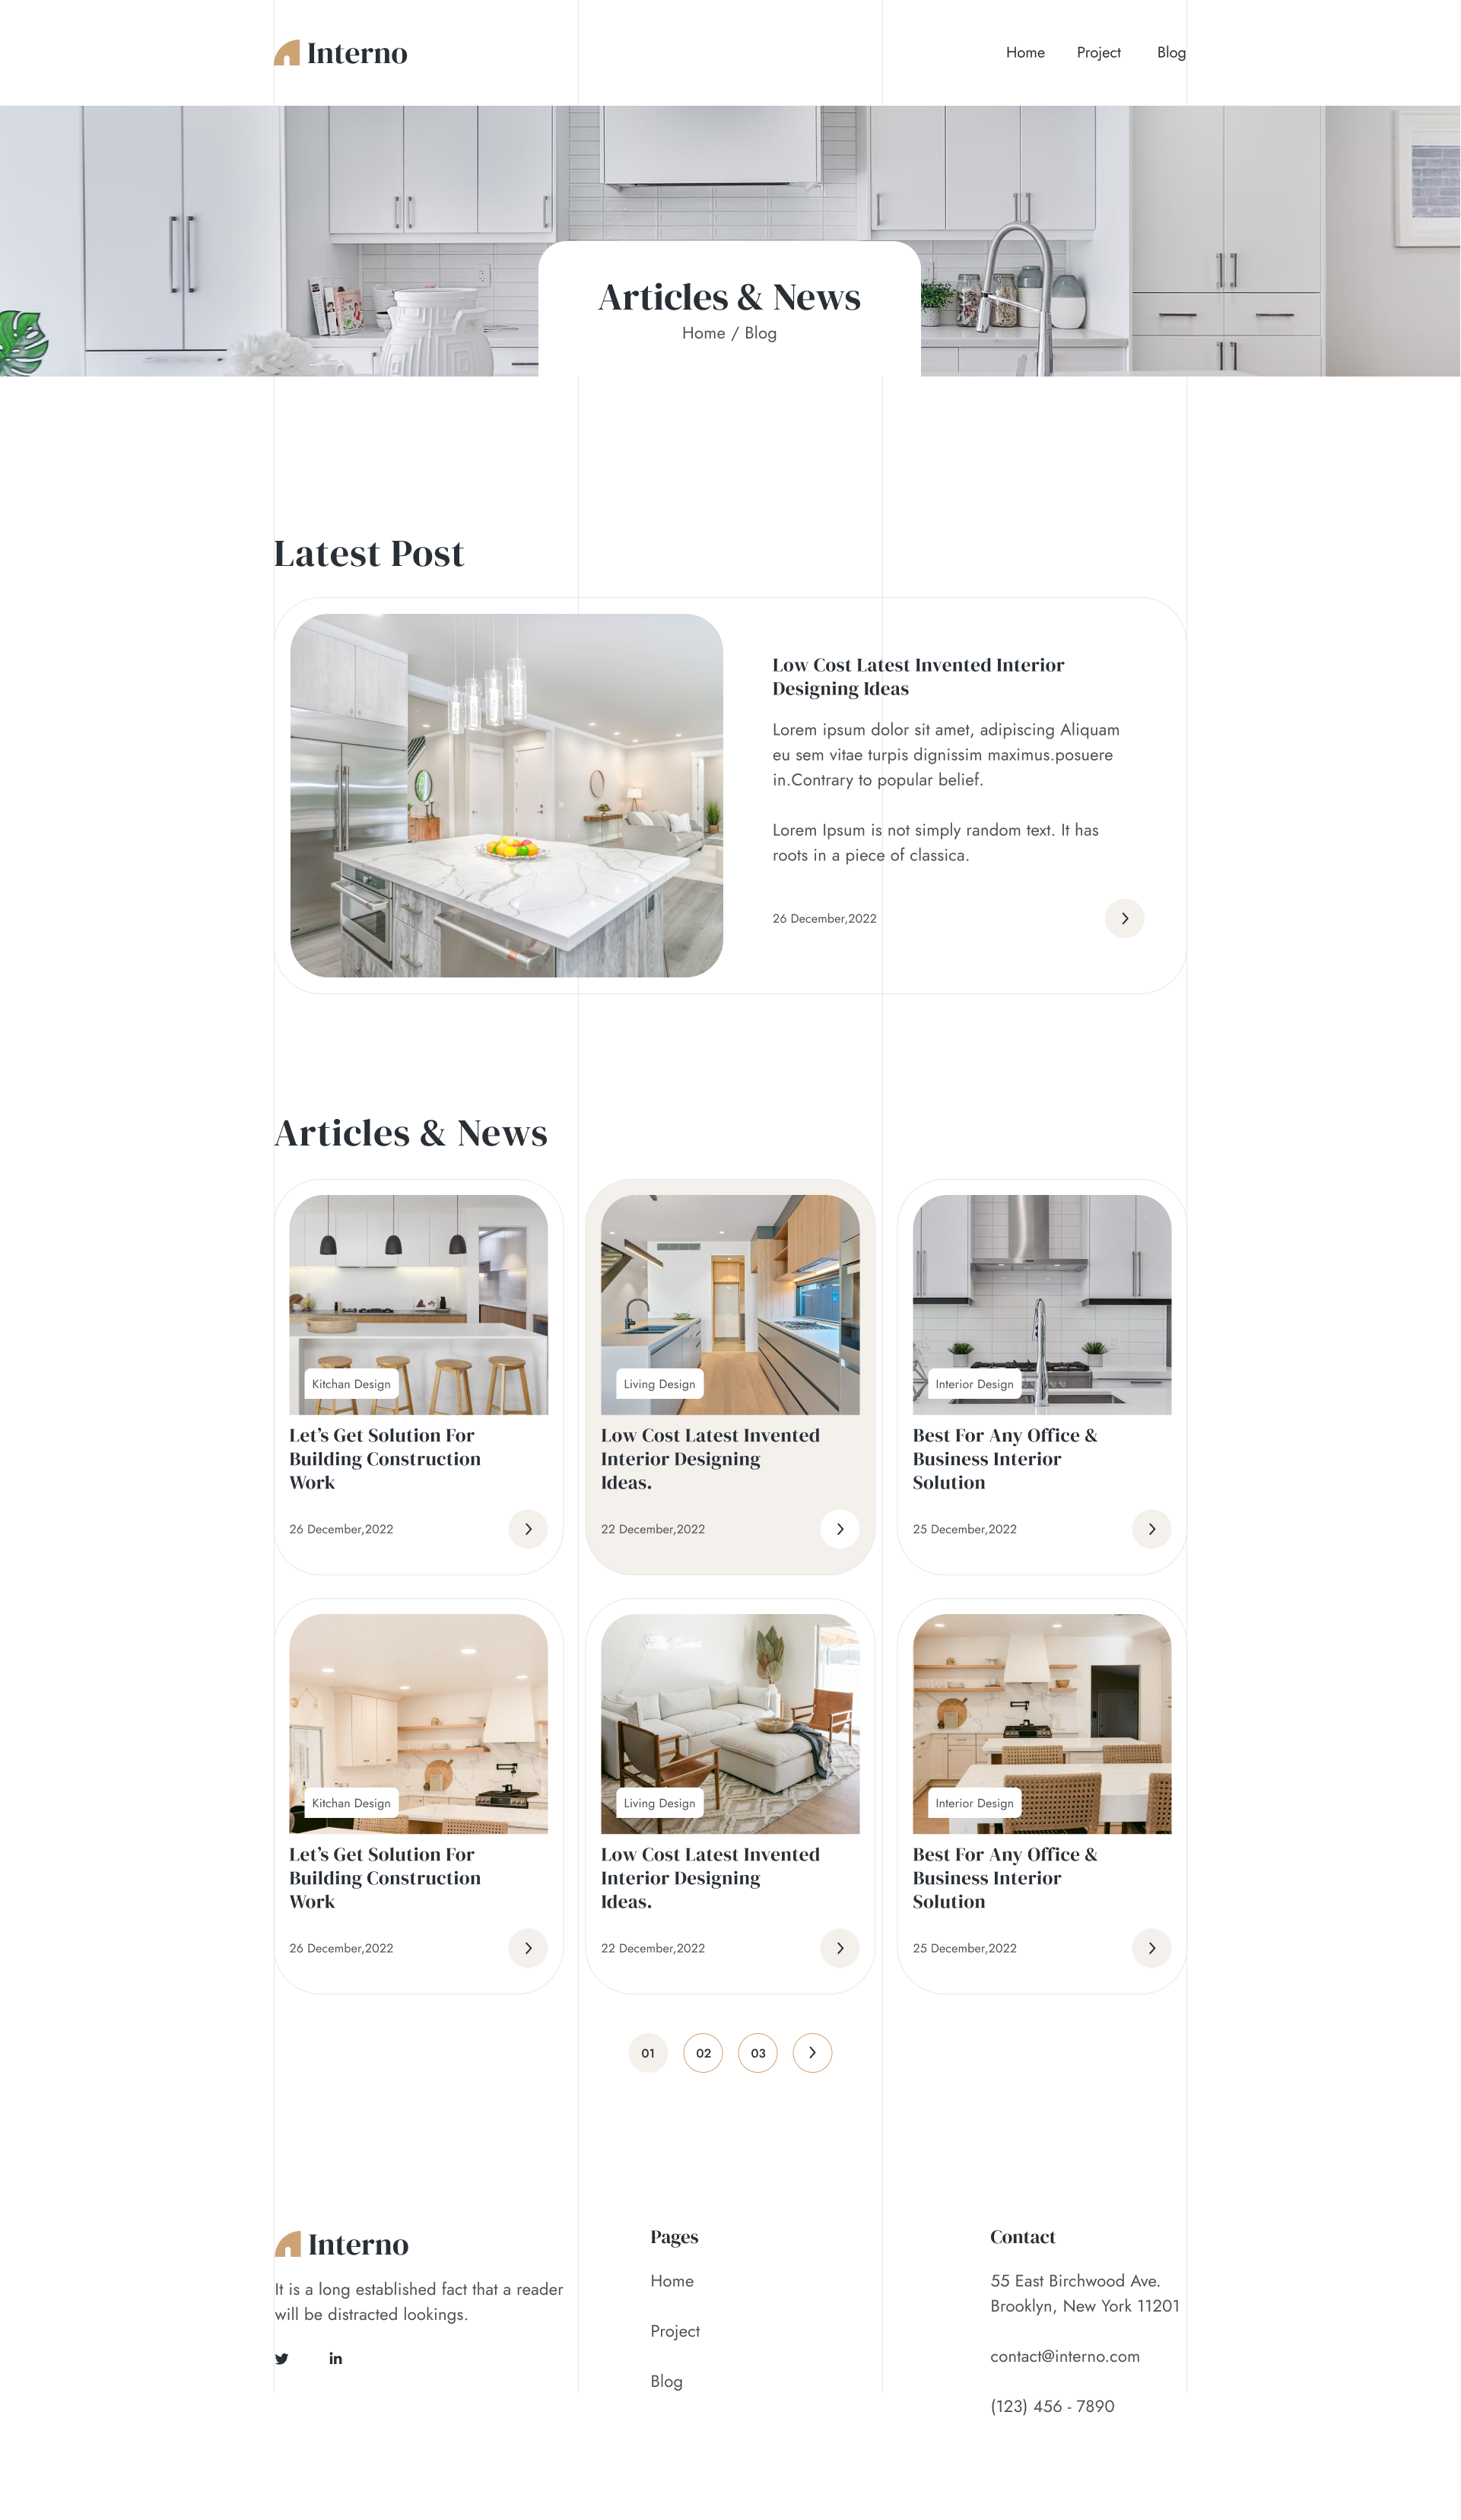 Interno
Home Project Blog
Articles & News
Home / Blog
Latest Post
Low Cost Latest Invented Interior
Designing Ideas
Lorem ipsum dolor sit amet, adipiscing Aliquam
eu sem vitae turpis dignissim maximus.posuere
in.Contrary to popular belief.
Lorem Ipsum is not simply random text. It has
roots in a piece of classica.
26 December,2022
Articles & News
Kitchan Design
Let’s Get Solution For
Building Construction
Work
26 December,2022
Living Design
Low Cost Latest Invented
Interior Designing
Ideas.
22 December,2022
Interior Design
Best For Any Office &
Business Interior
Solution
25 December,2022
Kitchan Design
Let’s Get Solution For
Building Construction
Work
26 December,2022
Living Design
Low Cost Latest Invented
Interior Designing
Ideas.
22 December,2022
Interior Design
Best For Any Office &
Business Interior
Solution
25 December,2022
01 02 03
Interno
It is a long established fact that a reader
will be distracted lookings.
in
Pages
Home
Project
Blog
Contact
55 East Birchwood Ave.
Brooklyn, New York 11201
contact@interno.com
(123) 456 - 7890